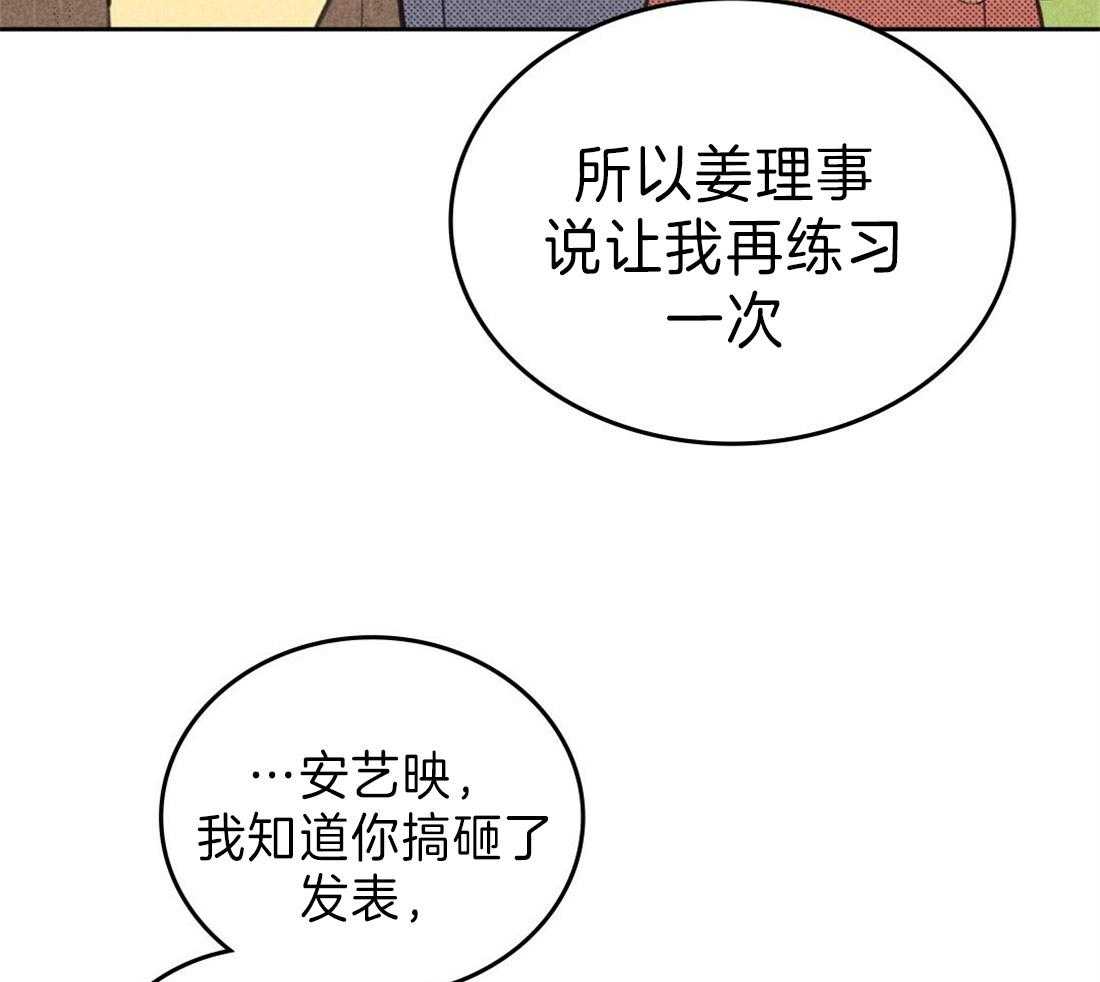 所以姜理事
说让我再练习
一次
…安艺映，
我知道你搞砸了
发表，